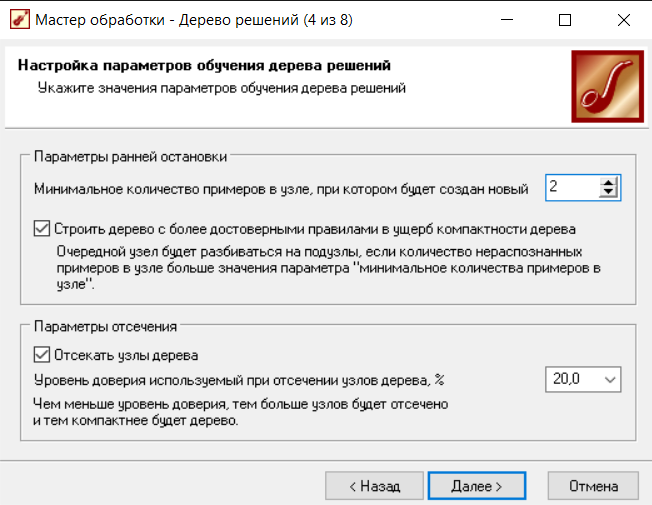 Мастер обработки - Дерево решений (4 из 8)
Настройка параметров обучения дерева решений
Укажите значения параметров обучения дерева решений
Параметры ранней остановки
Минимальное количество примеров в узле, при котором будет создан новый 2
Строить дерево с более достоверными правилами в ущерб компактности дерева
Очередной узел будет разбиваться на подузлы, если количество нераспознанных
примеров в узле больше значения параметра "минимальное количества примеров в
узле".
Параметры отсечения
Отсекать узлы дерева
Уровень доверия используемый при отсечении узлов дерева, % 20,0
Чем меньше уровень доверия, тем больше узлов будет отсечено
и тем компактнее будет дерево.
< Назад Далее > Отмена